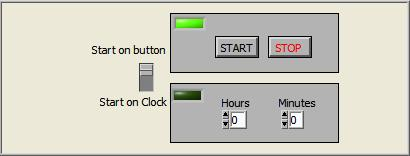 Start on button
START STOP
Start on Clock
Hours Minutes
0 0